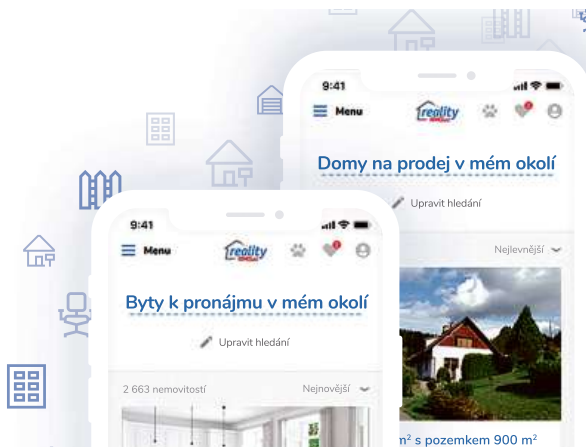 9:41
Menu
reality
Domy na prodej v mém okolí
Upravit hledání
Nejlevnější
m² s pozemkem 900 m²
9:41
Menu
reality
Byty k pronájmu v mém okolí
Upravit hledání
2 663 nemovitostí
Nejnovější